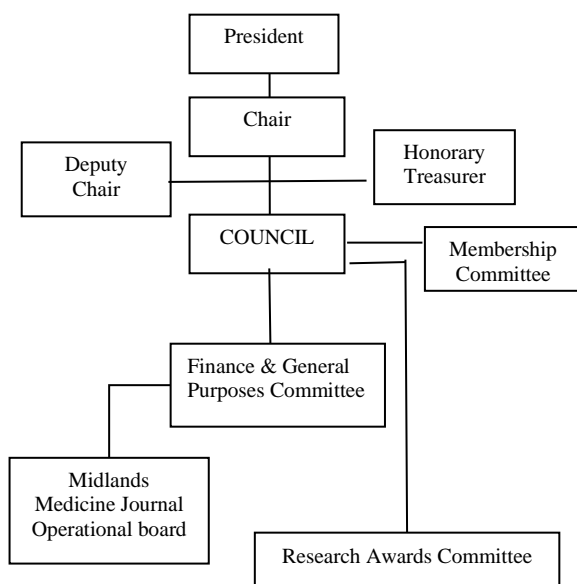 President
Chair
Deputy
Chair
Honorary
Treasurer
COUNCIL
Membership
Committee
Finance & General
Purposes Committee
Midlands
Medicine Journal
Operational board
Research Awards Committee